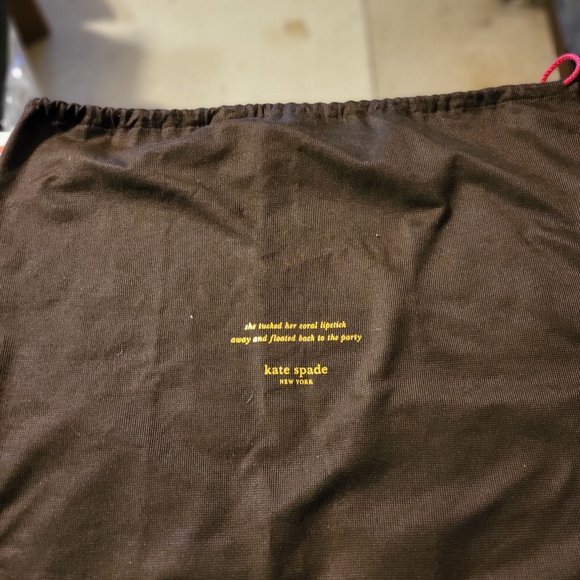 she tucked her coral lipstick
away and floated back to the party
kate spade
NEW YORK